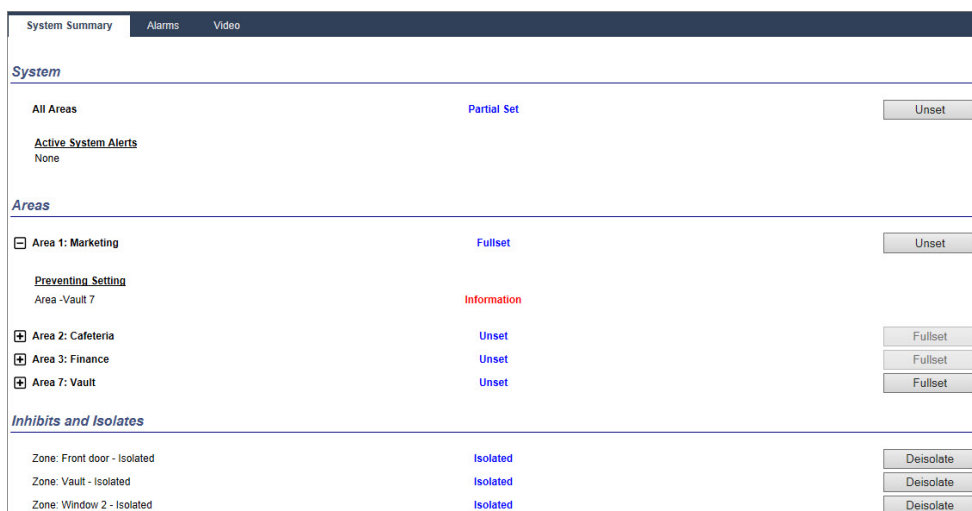 System Summary Alarms Video
System
All Areas Partial Set Unset
Active System Alerts
None
Areas
Area 1: Marketing Fullset Unset
Preventing Setting
Area -Vault 7 Information
Area 2: Cafeteria Unset Fullset
Area 3: Finance Unset Fullset
Area 7: Vault Unset Fullset
Inhibits and Isolates
Zone: Front door - Isolated Isolated Deisolate
Zone: Vault - Isolated Isolated Deisolate
Zone: Window 2 - Isolated Isolated Deisolate